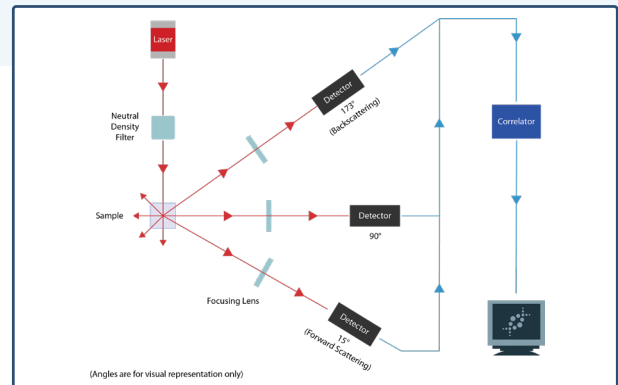 Laser
Neutral
Density
Filter
Sample
Detector
173°
(Backscattering)
Correlator
Detector
90°
Focusing Lens
Detector
15°
(Forward Scattering)
(Angles are for visual representation only)